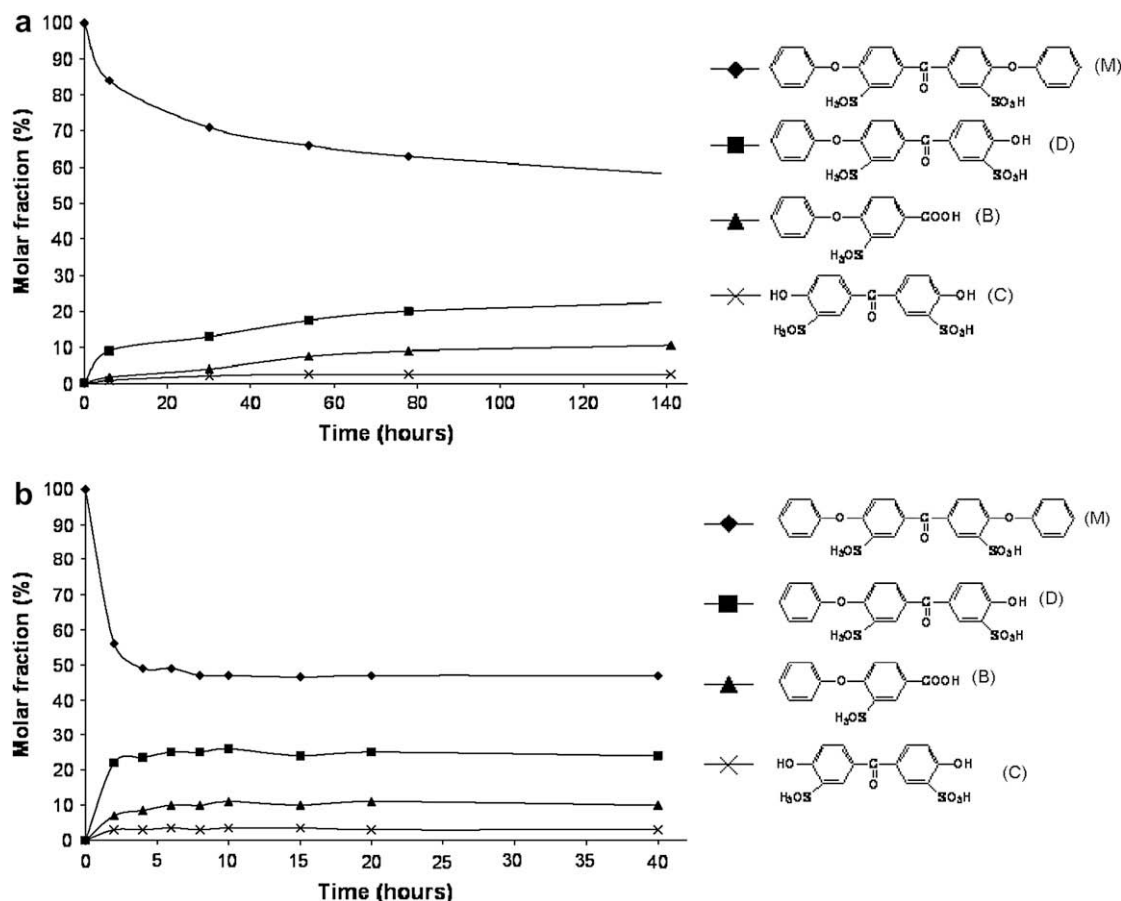 a
Molar fraction (%)
100
90
80
70
60
50
40
30
20
10
0
0 20 40 60 80 100 120 140
Time (hours)
O C O (M)
O
H₃OS SO₃H
O C OH (D)
O
H₃OS SO₃H
O COOH (B)
H₃OS
HO C OH (C)
O
H₃OS SO₃H
b
Molar fraction (%)
100
90
80
70
60
50
40
30
20
10
0
0 5 10 15 20 25 30 35 40
Time (hours)
O C O (M)
O
H₃OS SO₃H
O C OH (D)
O
H₃OS SO₃H
O COOH (B)
H₃OS
HO C OH (C)
O
H₃OS SO₃H